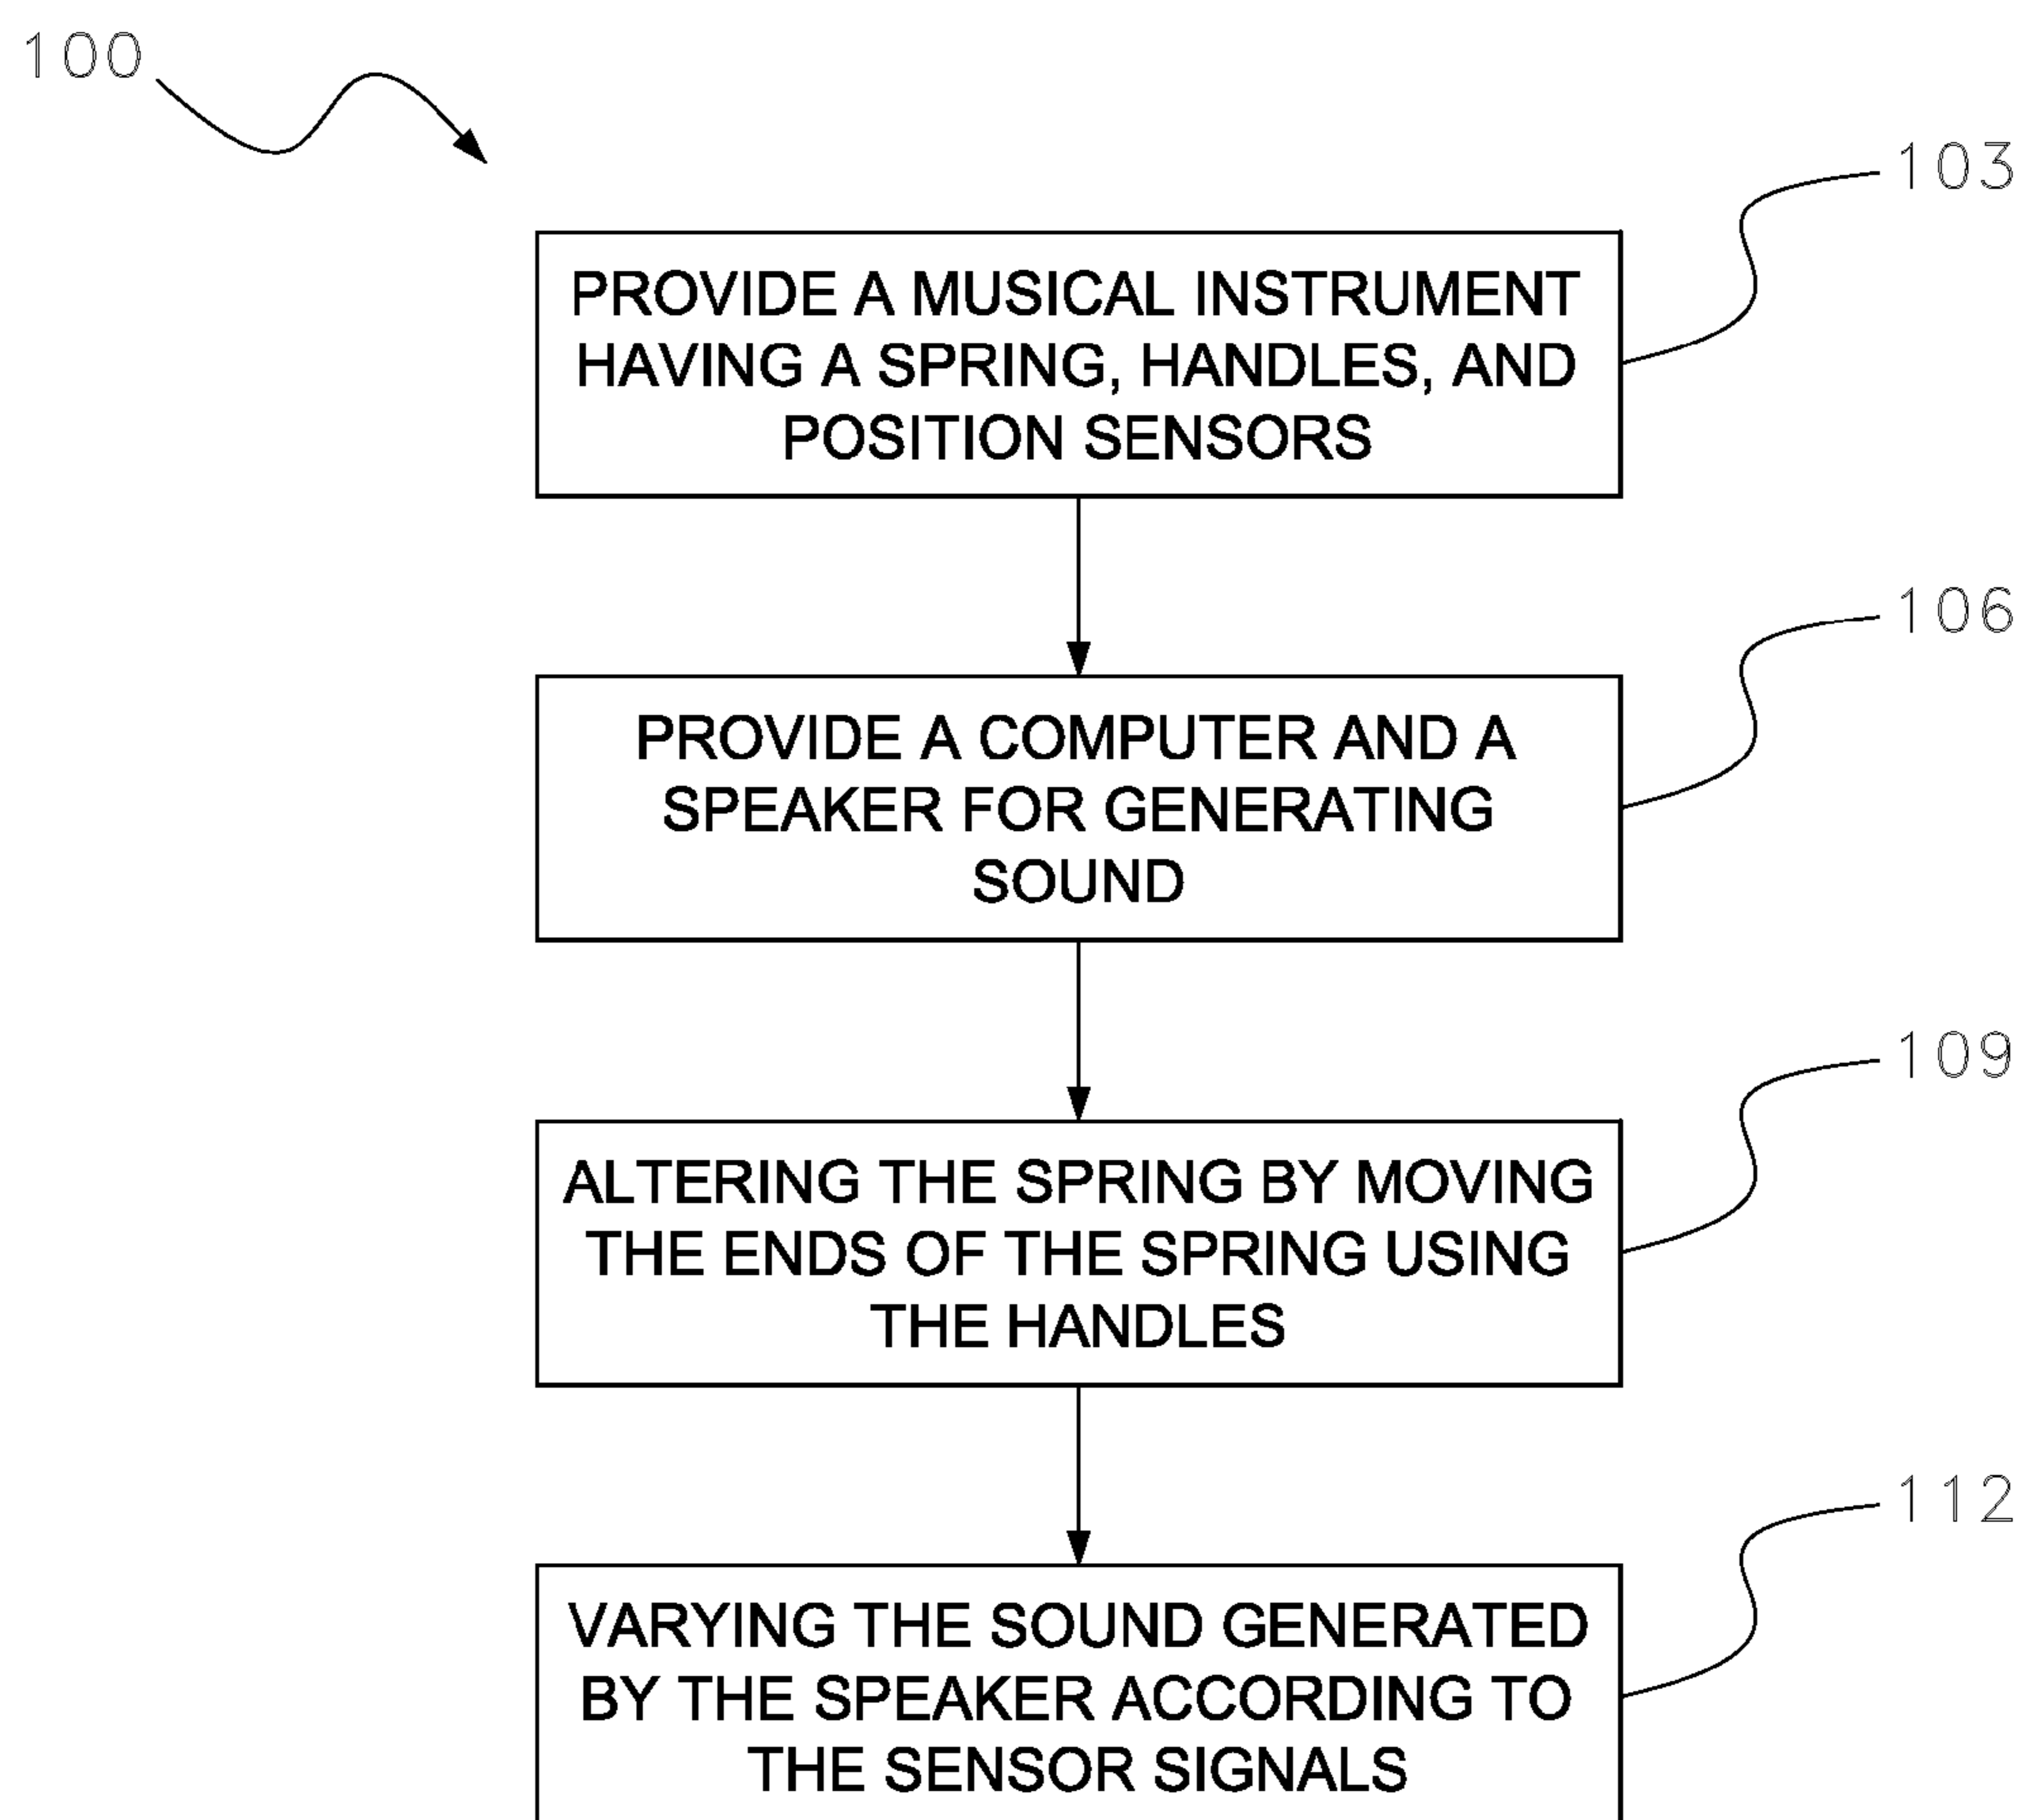 100
103
PROVIDE A MUSICAL INSTRUMENT
HAVING A SPRING, HANDLES, AND
POSITION SENSORS
106
PROVIDE A COMPUTER AND A
SPEAKER FOR GENERATING
SOUND
109
ALTERING THE SPRING BY MOVING
THE ENDS OF THE SPRING USING
THE HANDLES
112
VARYING THE SOUND GENERATED
BY THE SPEAKER ACCORDING TO
THE SENSOR SIGNALS